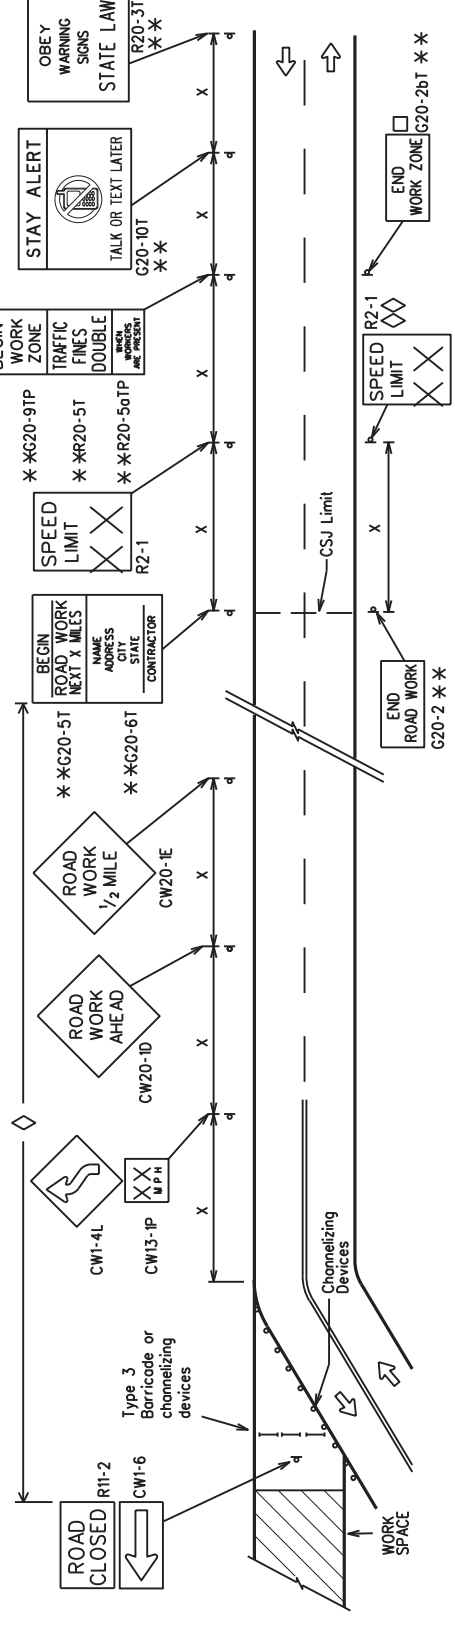 OBEY
WARNING
SIGNS
STATE LAW
R20-3T
* *
STAY ALERT
TALK OR TEXT LATER
G20-10T
* *
WORK
ZONE
TRAFFIC
FINES
DOUBLE
WHEN
WORKERS
ARE PRESENT
* *G20-9TP
* *R20-5T
* *R20-5aTP
SPEED
LIMIT
X X
R2-1
BEGIN
ROAD WORK
NEXT X MILES
NAME
ADDRESS
CITY
STATE
CONTRACTOR
* *G20-5T
* *G20-6T
ROAD
WORK
1/2 MILE
CW20-1E
ROAD
WORK
AHEAD
CW20-1D
CW1-4L
XX
MPH
CW13-1P
Type 3
Barricade or
channelizing
devices
ROAD
CLOSED
R11-2
CW1-6
X
X
X
X
X
X
X
CSJ Limit
Channelizing
Devices
WORK
SPACE
END
WORK ZONE
G20-2bT * *
R2-1
SPEED
LIMIT
X X
X
END
ROAD WORK
G20-2 * *